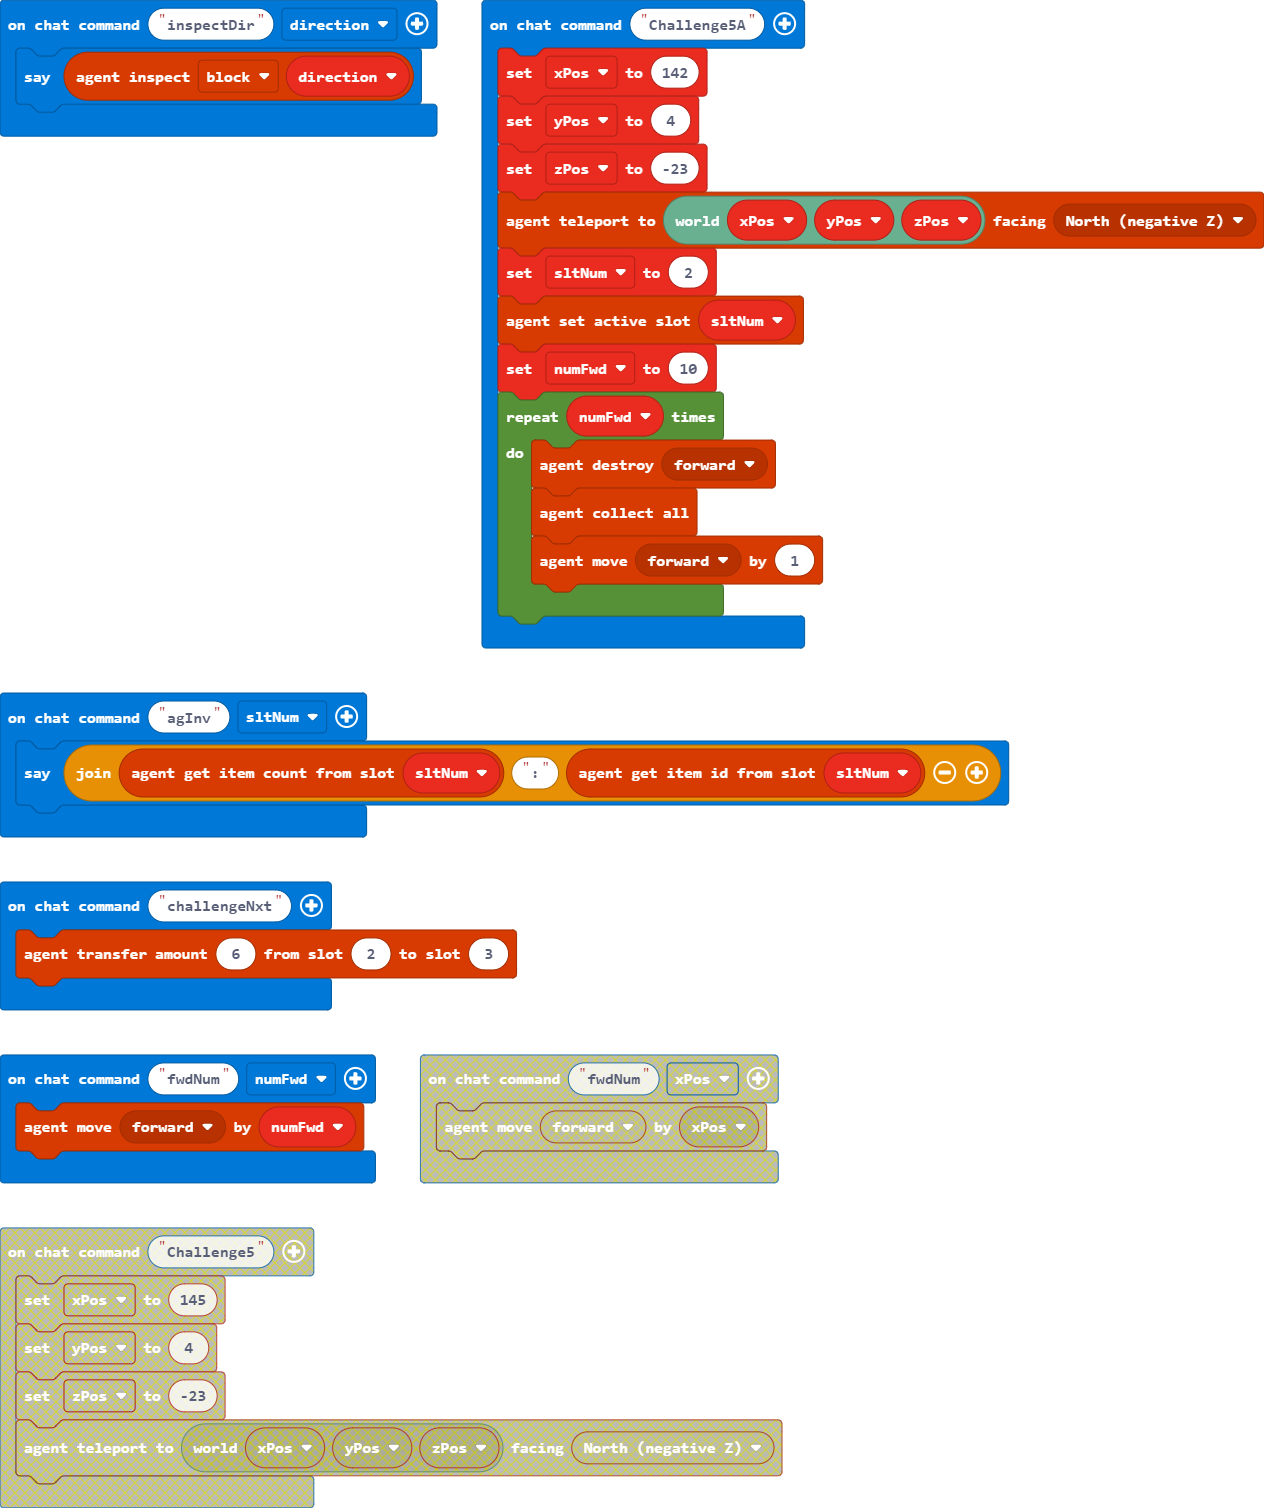 on chat command "inspectDir" direction
say agent inspect block direction
on chat command "Challenge5A"
set xPos to 142
set yPos to 4
set zPos to -23
agent teleport to world xPos yPos zPos facing North (negative Z)
set sltNum to 2
agent set active slot sltNum
set numFwd to 10
repeat numFwd times
do
agent destroy forward
agent collect all
agent move forward by 1
on chat command "agInv" sltNum
say join agent get item count from slot sltNum ":" agent get item id from slot sltNum
on chat command "challengeNxt"
agent transfer amount 6 from slot 2 to slot 3
on chat command "fwdNum" numFwd
agent move forward by numFwd
on chat command "fwdNum" xPos
agent move forward by xPos
on chat command "Challenge5"
set xPos to 145
set yPos to 4
set zPos to -23
agent teleport to world xPos yPos zPos facing North (negative Z)